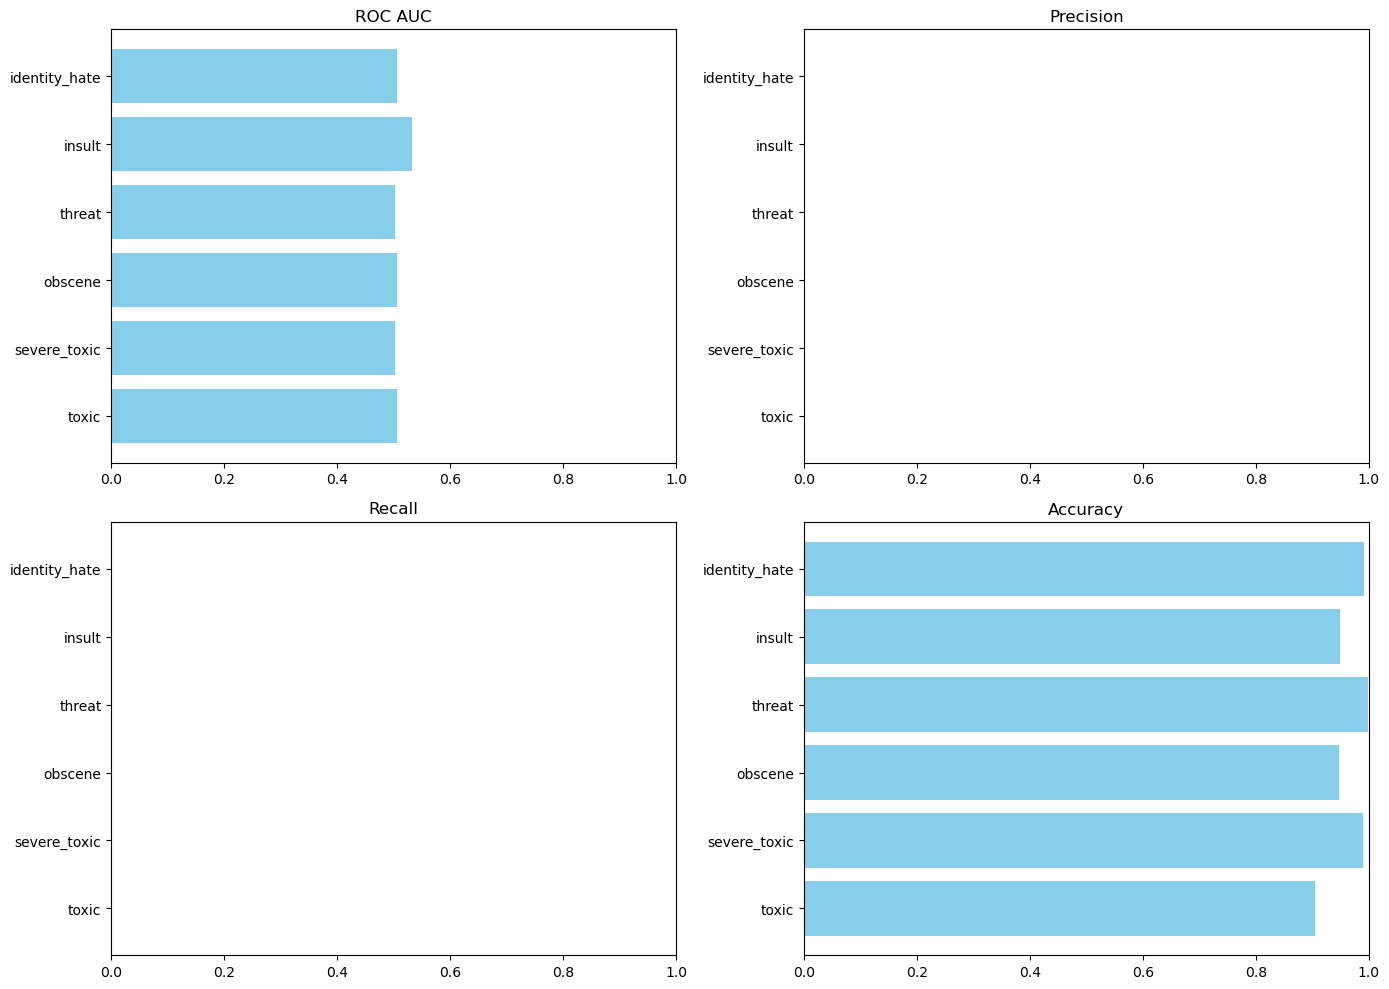 ROC AUC
identity_hate
insult
threat
obscene
severe_toxic
toxic
0.0 0.2 0.4 0.6 0.8 1.0
Precision
identity_hate
insult
threat
obscene
severe_toxic
toxic
0.0 0.2 0.4 0.6 0.8 1.0
Recall
identity_hate
insult
threat
obscene
severe_toxic
toxic
0.0 0.2 0.4 0.6 0.8 1.0
Accuracy
identity_hate
insult
threat
obscene
severe_toxic
toxic
0.0 0.2 0.4 0.6 0.8 1.0